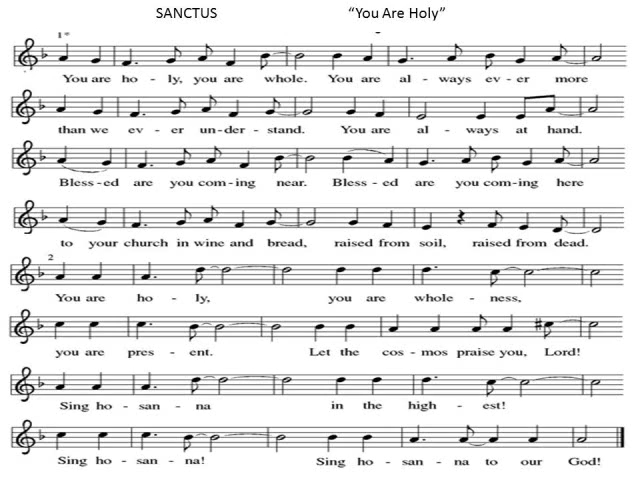 SANCTUS “You Are Holy”
1*
You are ho - ly, you are whole. You are al - ways ev - er more
than we ev - er un - der - stand. You are al - ways at hand.
Bless - ed are you com - ing near. Bless - ed are you com - ing here
to your church in wine and bread, raised from soil, raised from dead.
2
You are ho - ly, you are whole - ness,
you are pres - ent. Let the cos - mos praise you, Lord!
Sing ho - san - na in the high - est!
Sing ho - san - na! Sing ho - san - na to our God!